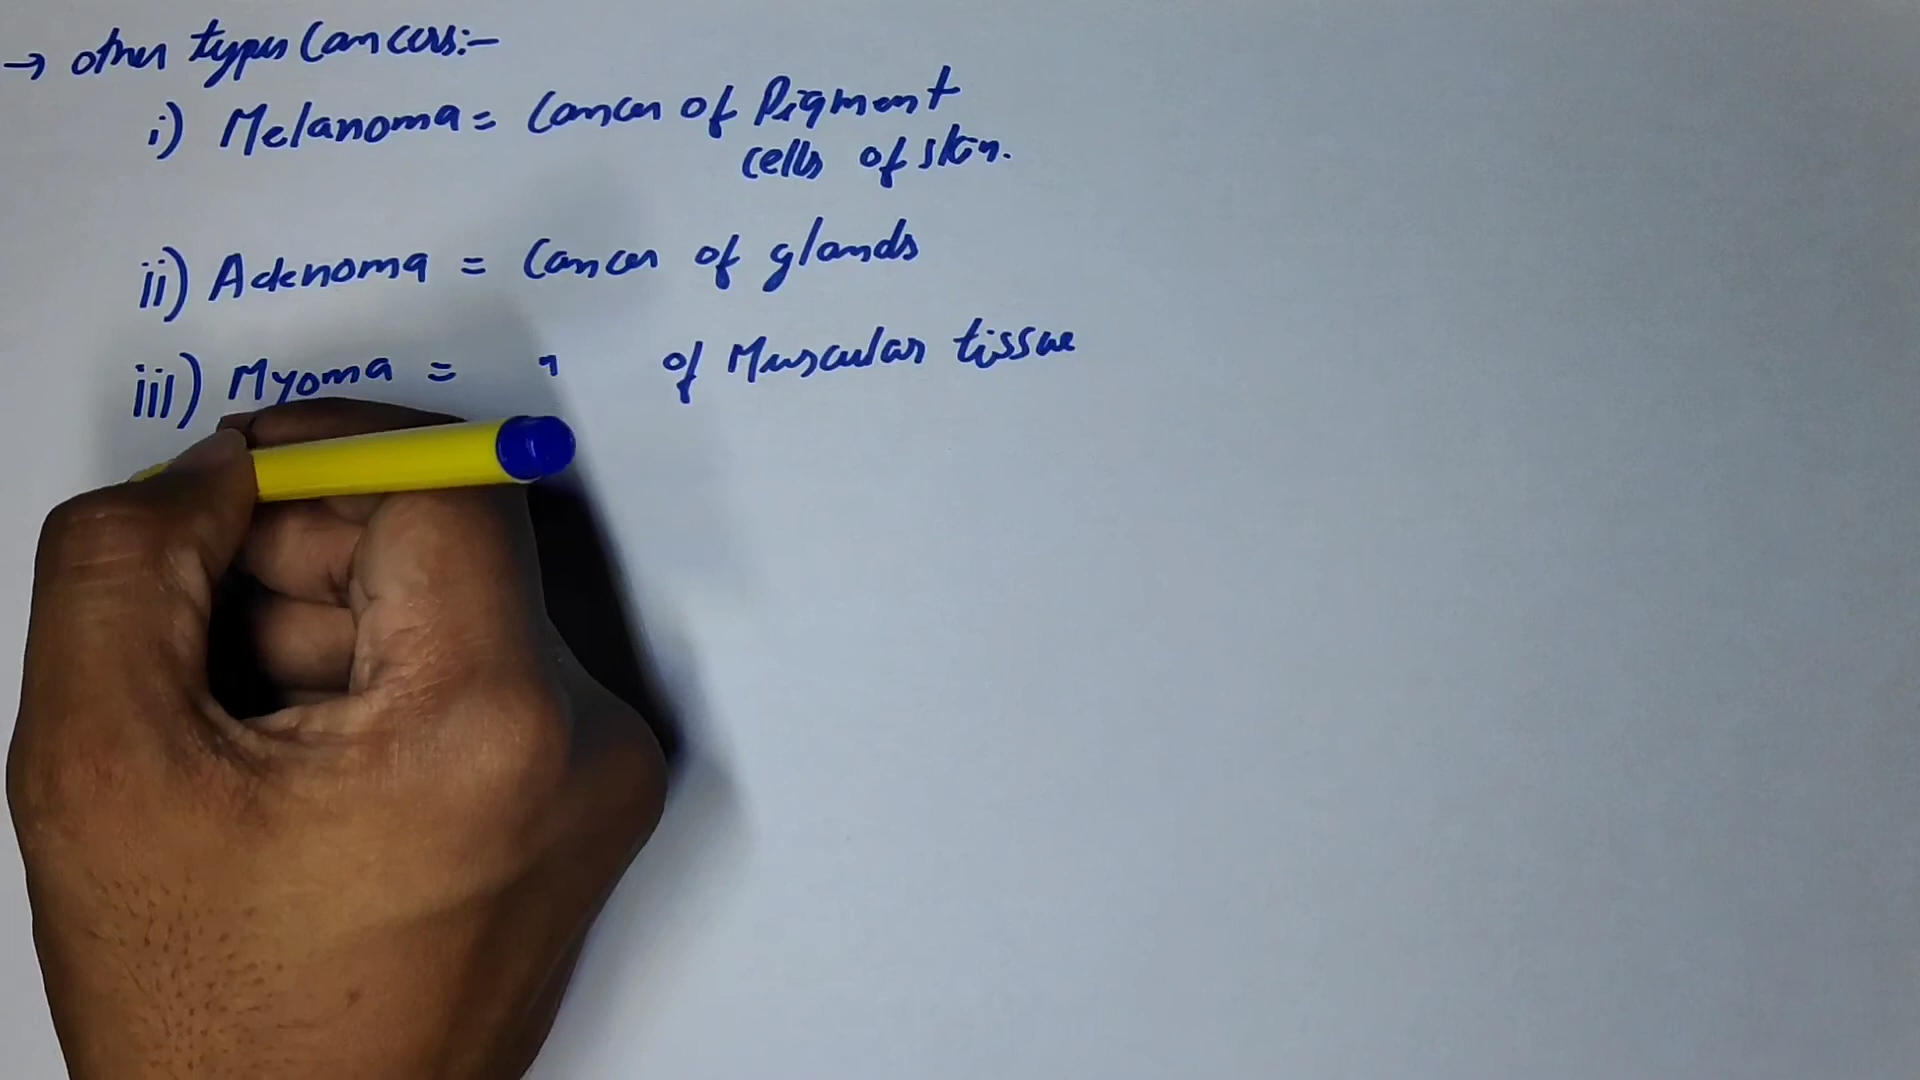 → other types Cancers:-
i) Melanoma = Cancer of Pigment
cells of skin.
ii) Adenoma = Cancer of glands
iii) Myoma = " of Muscular tissue